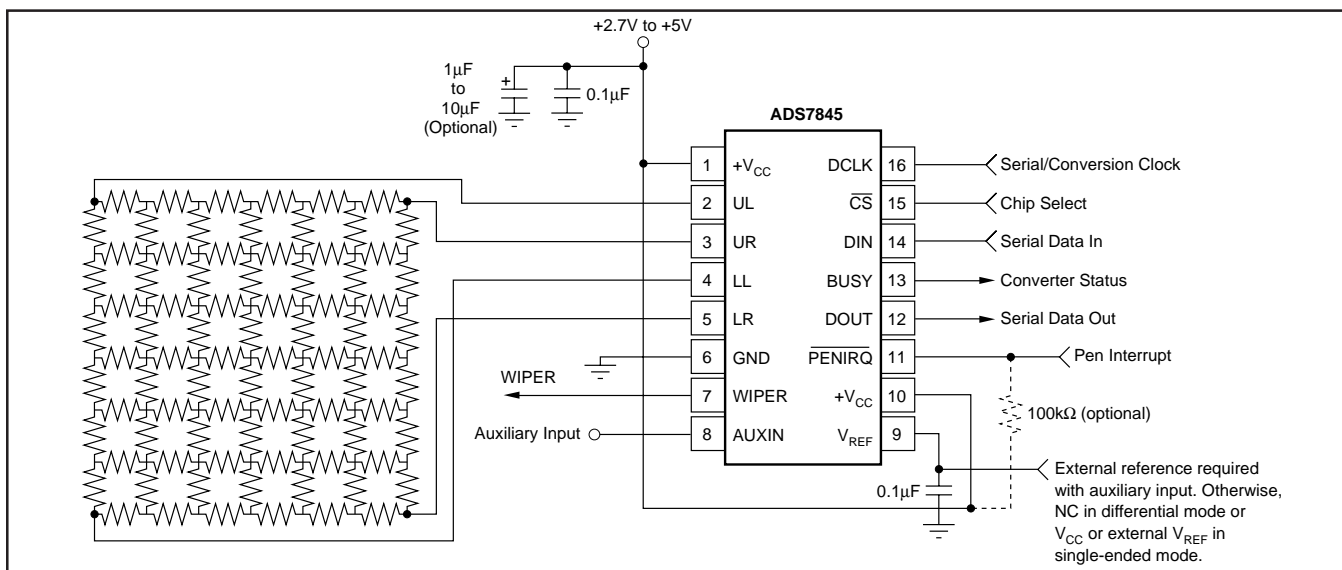 +2.7V to +5V
1µF
to
10µF
(Optional)
+
0.1µF
ADS7845
1 +VCC DCLK 16 Serial/Conversion Clock
2 UL CS 15 Chip Select
3 UR DIN 14 Serial Data In
4 LL BUSY 13 Converter Status
5 LR DOUT 12 Serial Data Out
6 GND PENIRQ 11 Pen Interrupt
WIPER
7 WIPER +VCC 10
100kΩ (optional)
Auxiliary Input 8 AUXIN VREF 9
0.1µF
External reference required
with auxiliary input. Otherwise,
NC in differential mode or
VCC or external VREF in
single-ended mode.